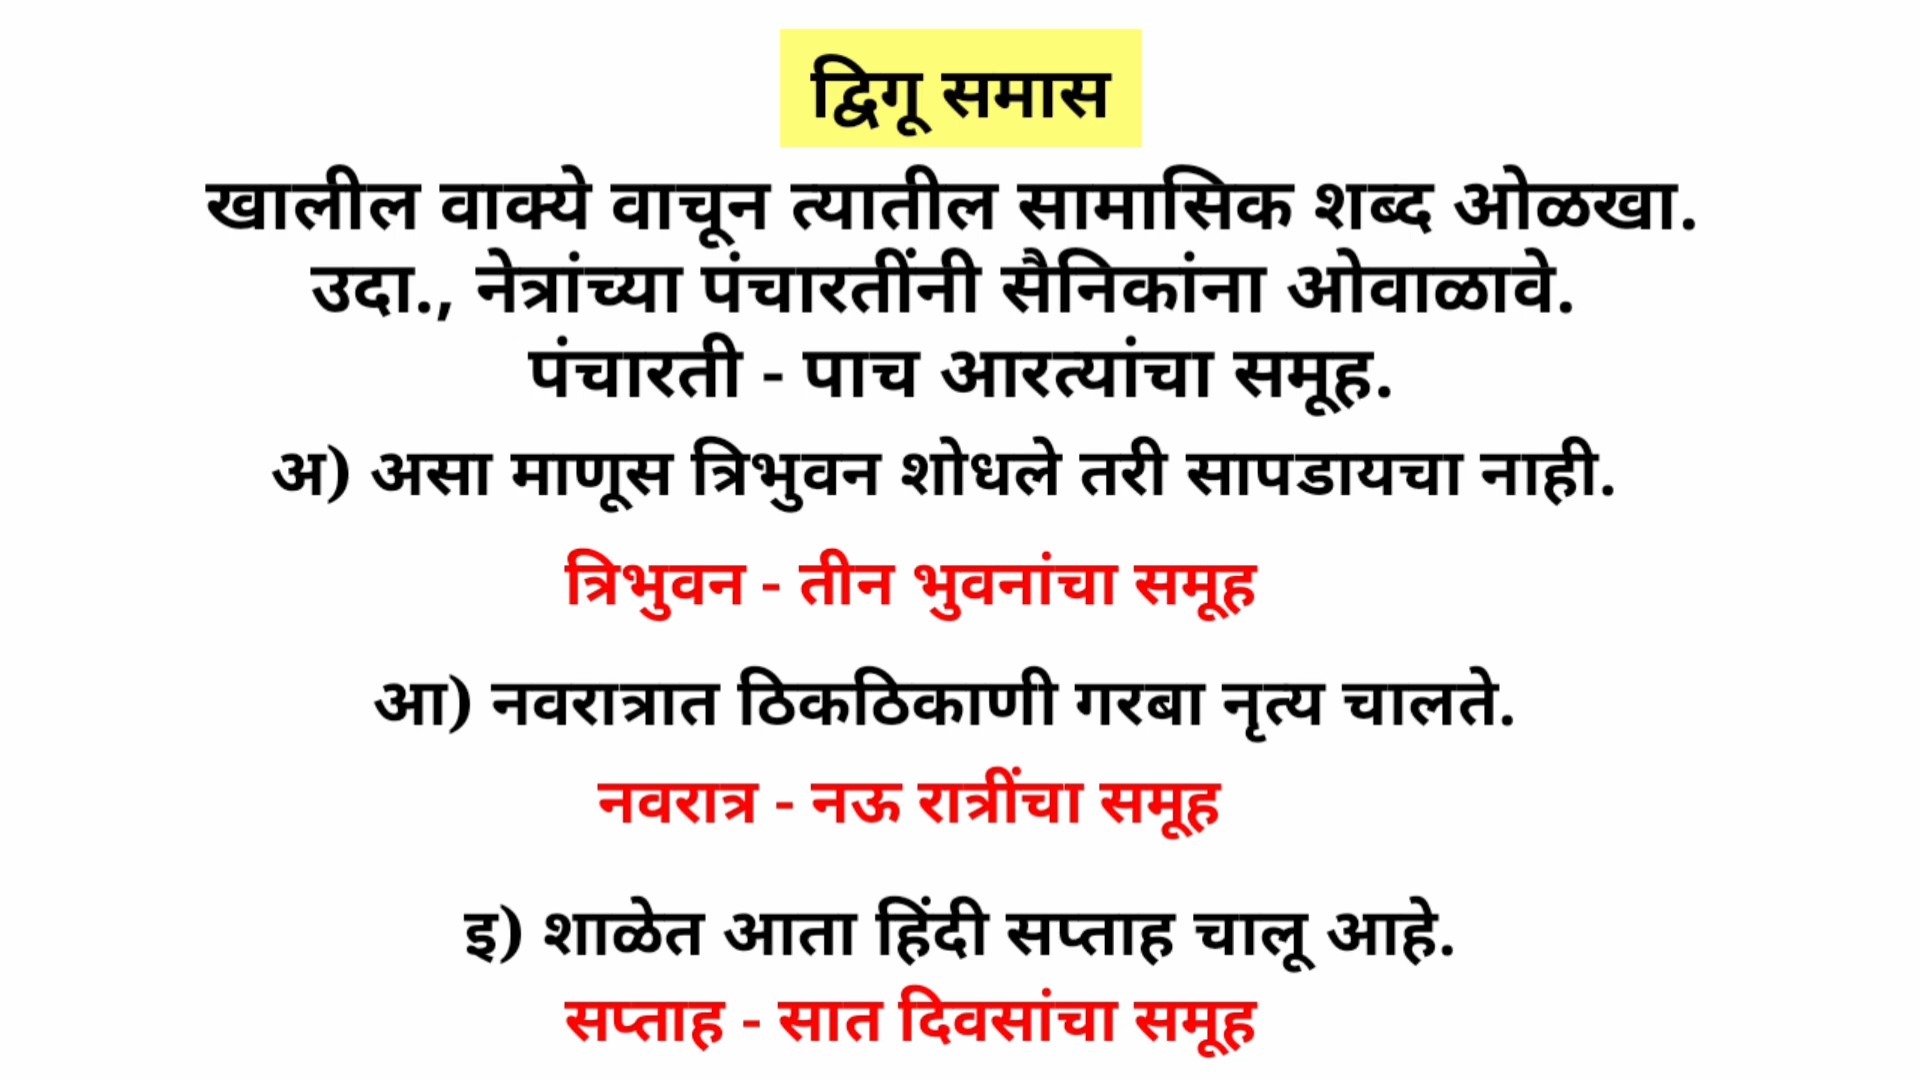 द्विगू समास
खालील वाक्ये वाचून त्यातील सामासिक शब्द ओळखा.
उदा., नेत्रांच्या पंचारतींनी सैनिकांना ओवाळावे.
पंचारती - पाच आरत्यांचा समूह.
अ) असा माणूस त्रिभुवन शोधले तरी सापडायचा नाही.
त्रिभुवन - तीन भुवनांचा समूह
आ) नवरात्रात ठिकठिकाणी गरबा नृत्य चालते.
नवरात्र - नऊ रात्रींचा समूह
इ) शाळेत आता हिंदी सप्ताह चालू आहे.
सप्ताह - सात दिवसांचा समूह